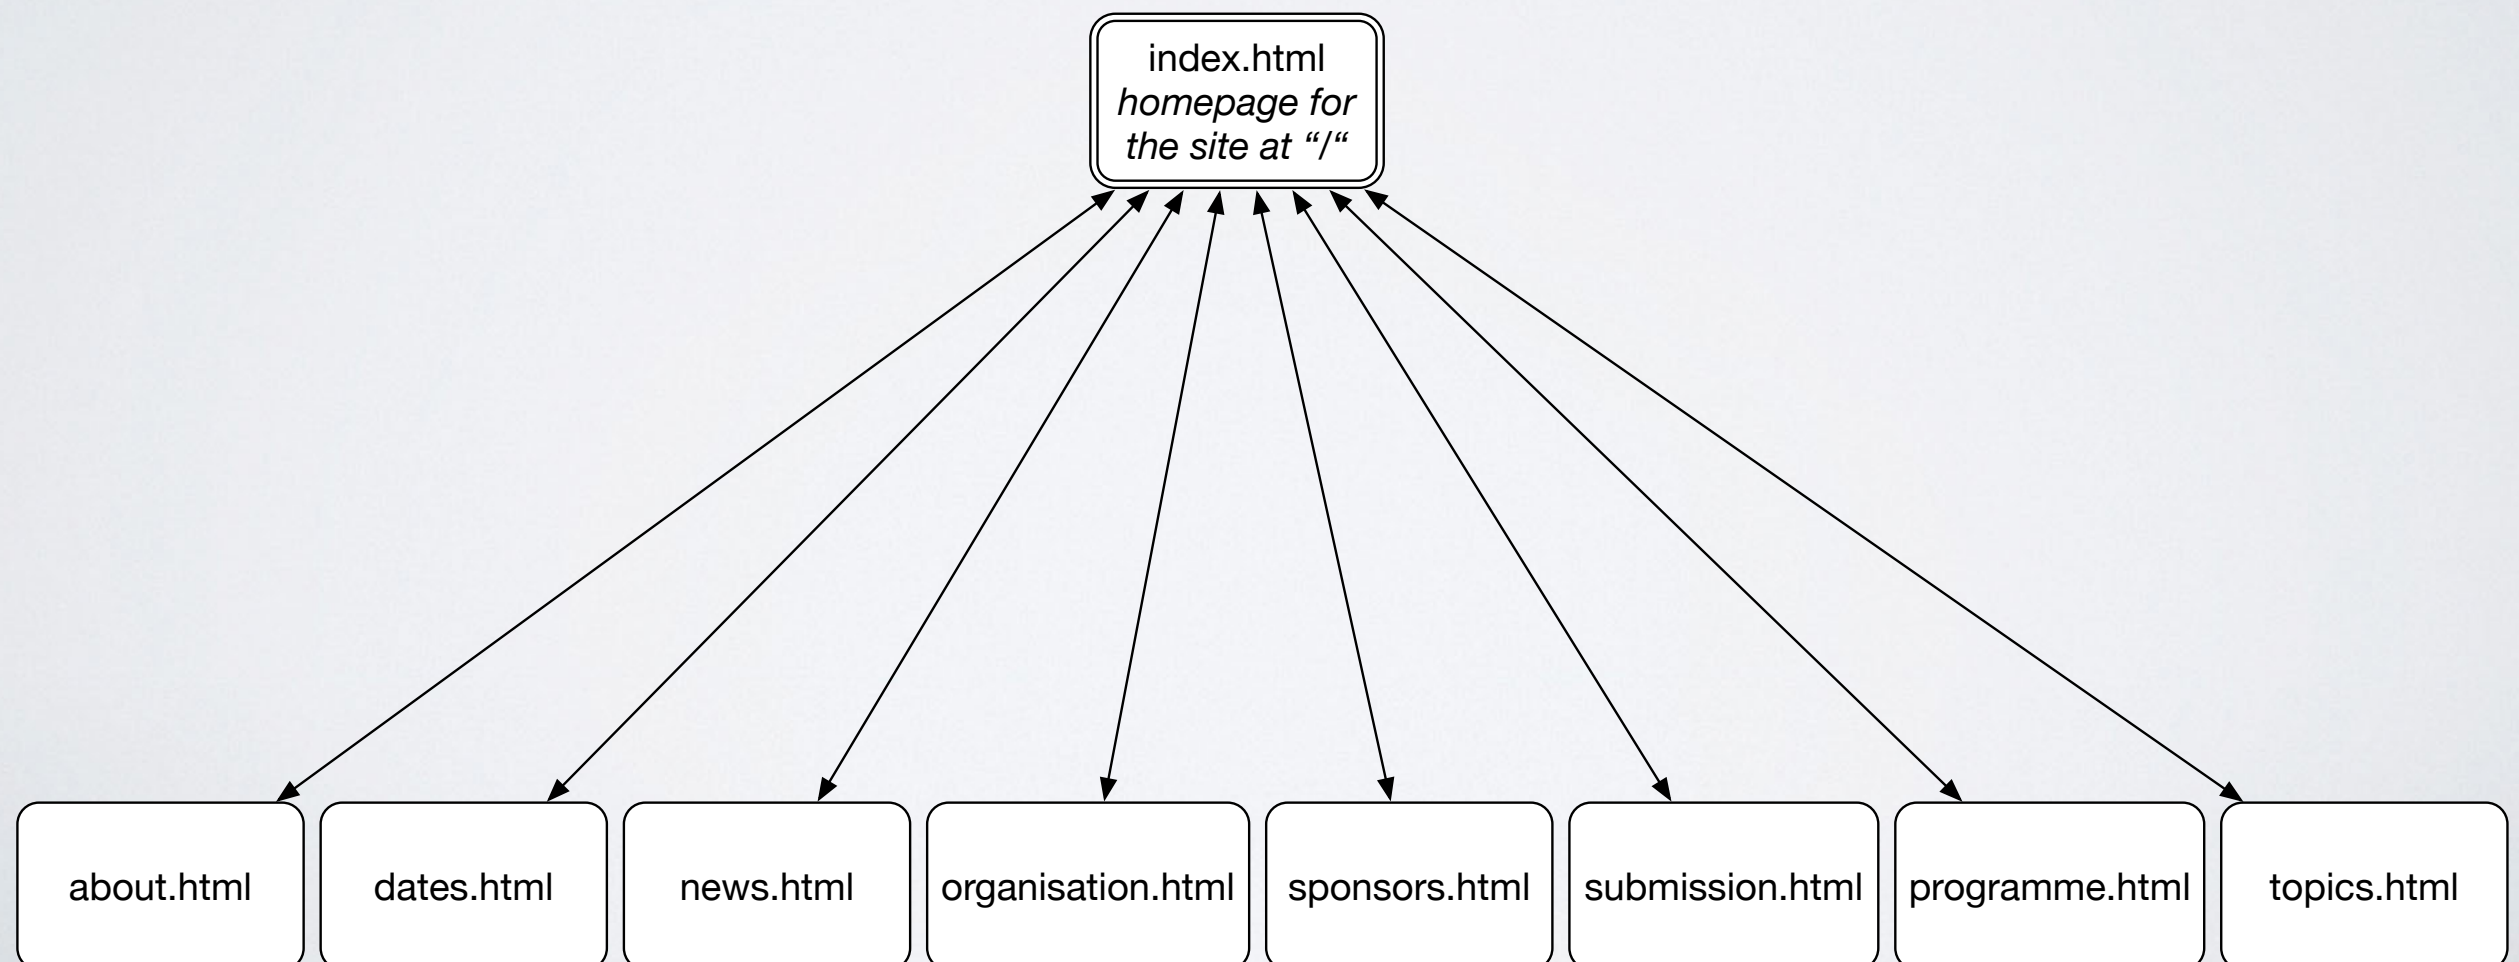 index.html
homepage for
the site at “/“
about.html
dates.html
news.html
organisation.html
sponsors.html
submission.html
programme.html
topics.html